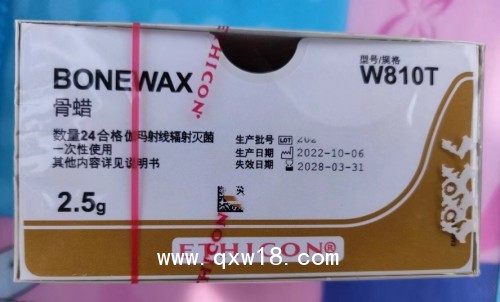 型号/规格
BONEWAX
W810T
骨蜡
数量24合格伽玛射线辐射灭菌
一次性使用
其他内容详见说明书
生产批号 LOT
生产日期 2022-10-06
失效日期 2028-03-31
2.5g
ETHICON
ETHICON®
www.qxw18.com